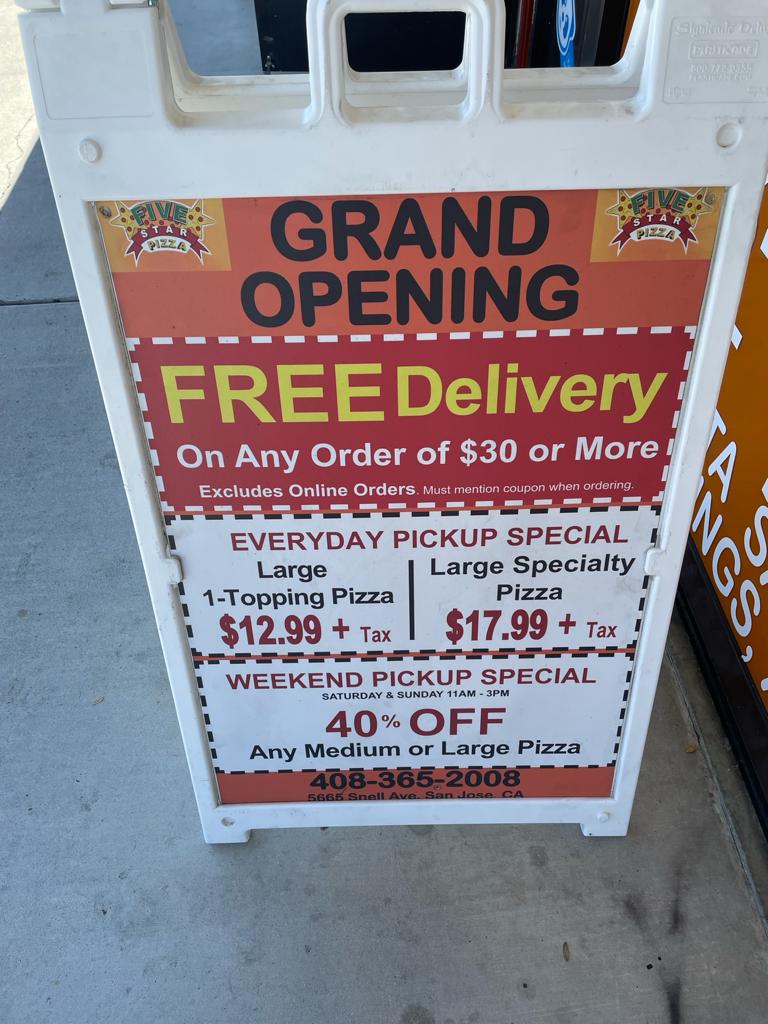 FIVE
STAR
PIZZA
GRAND
OPENING
FIVE
STAR
PIZZA
FREE Delivery
On Any Order of $30 or More
Excludes Online Orders. Must mention coupon when ordering.
EVERYDAY PICKUP SPECIAL
Large
1-Topping Pizza
$12.99 + Tax
Large Specialty
Pizza
$17.99 + Tax
WEEKEND PICKUP SPECIAL
SATURDAY & SUNDAY 11AM - 3PM
40% OFF
Any Medium or Large Pizza
408-365-2008
5665 Snell Ave. San Jose. CA